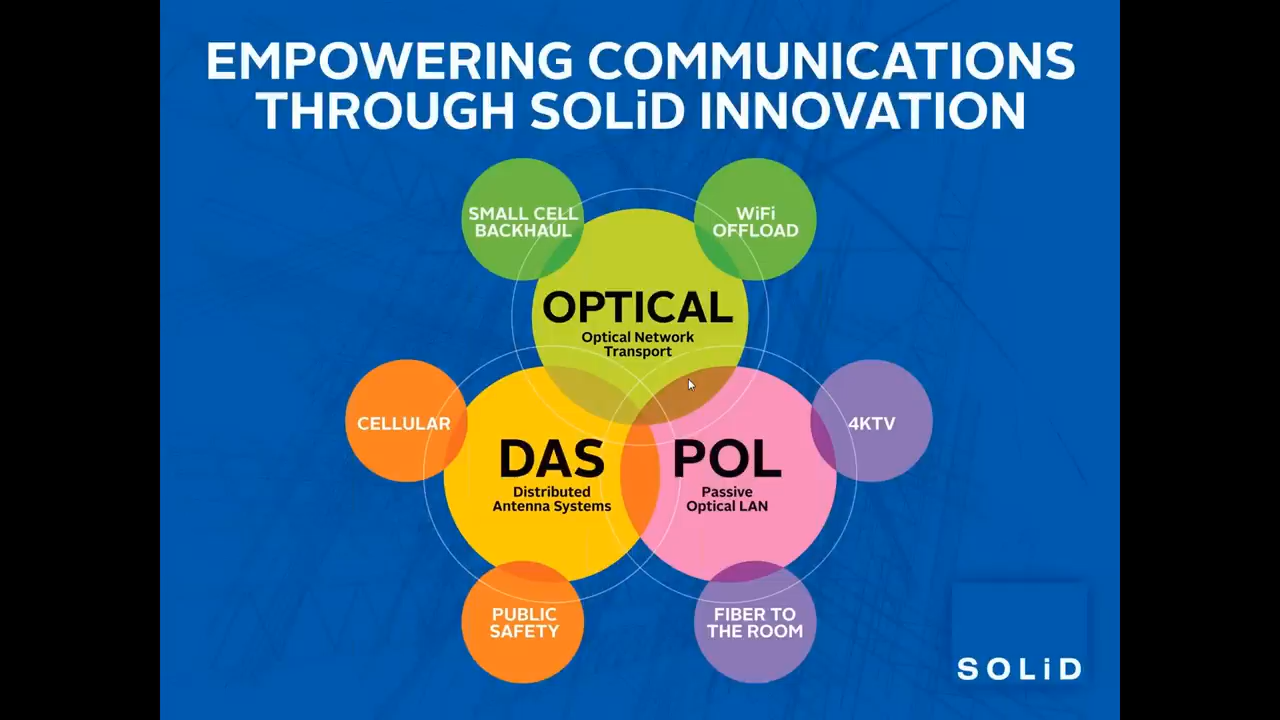 EMPOWERING COMMUNICATIONS
THROUGH SOLiD INNOVATION
SMALL CELL
BACKHAUL
WiFi
OFFLOAD
OPTICAL
Optical Network
Transport
CELLULAR
4KTV
DAS
Distributed
Antenna Systems
POL
Passive
Optical LAN
PUBLIC
SAFETY
FIBER TO
THE ROOM
SOLiD